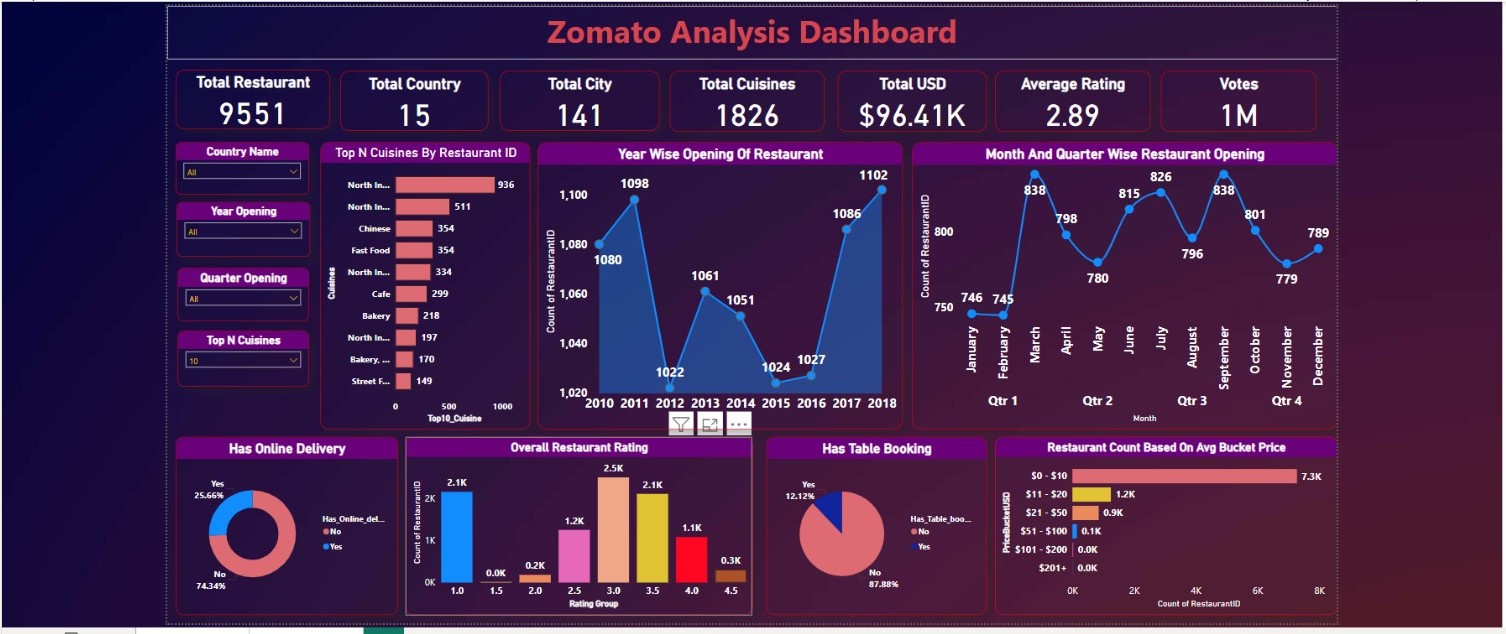 Zomato Analysis Dashboard
Total Restaurant
9551
Total Country
15
Total City
141
Total Cuisines
1826
Total USD
$96.41K
Average Rating
2.89
Votes
1M
Country Name
All
Year Opening
All
Quarter Opening
All
Top N Cuisines
10
Top N Cuisines By Restaurant ID
Cuisines
North In... 936
North In... 511
Chinese 354
Fast Food 354
North In... 334
Cafe 299
Bakery 218
North In... 197
Bakery, ... 170
Street F... 149
0 500 1000
Top10_Cuisine
Year Wise Opening Of Restaurant
Count of RestaurantID
1,100
1,080
1,060
1,040
1,020
1080 1098 1022 1061 1051 1024 1027 1086 1102
2010 2011 2012 2013 2014 2015 2016 2017 2018
Month And Quarter Wise Restaurant Opening
Count of RestaurantID
800
750
746 745 838 798 780 815 826 796 838 801 779 789
January February March April May June July August September October November December
Qtr 1 Qtr 2 Qtr 3 Qtr 4
Month
Has Online Delivery
Yes
25.66%
No
74.34%
Has_Online_del...
No
Yes
Overall Restaurant Rating
Count of RestaurantID
2K
1K
0K
2.1K 0.0K 0.2K 1.2K 2.5K 2.1K 1.1K 0.3K
1.0 1.5 2.0 2.5 3.0 3.5 4.0 4.5
Rating Group
Has Table Booking
Yes
12.12%
No
87.88%
Has_Table_boo...
No
Yes
Restaurant Count Based On Avg Bucket Price
PriceBucketUSD
$0 - $10 7.3K
$11 - $20 1.2K
$21 - $50 0.9K
$51 - $100 0.1K
$101 - $200 0.0K
$201+ 0.0K
0K 2K 4K 6K 8K
Count of RestaurantID